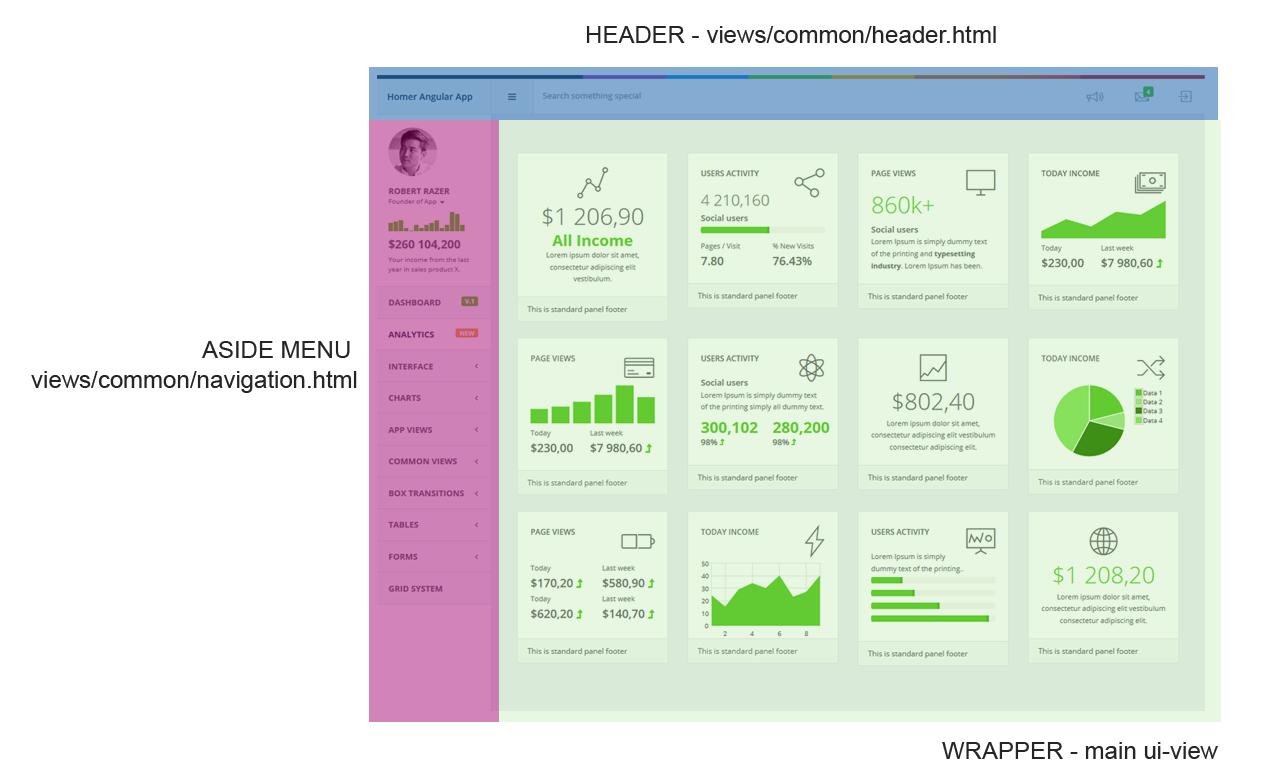 HEADER - views/common/header.html
Homer Angular App
Search something special
4
ASIDE MENU
views/common/navigation.html
ROBERT RAZER
Founder of App
$260 104,200
Your income from the last
year in sales product X.
DASHBOARD V.1
ANALYTICS NEW
INTERFACE
CHARTS
APP VIEWS
COMMON VIEWS
BOX TRANSITIONS
TABLES
FORMS
GRID SYSTEM
$1 206,90
All Income
Lorem ipsum dolor sit amet,
consectetur adipiscing elit
vestibulum.
This is standard panel footer
USERS ACTIVITY
4 210,160
Social users
Pages / Visit % New Visits
7.80 76.43%
This is standard panel footer
PAGE VIEWS
860k+
Social users
Lorem Ipsum is simply dummy text
of the printing and typesetting
industry. Lorem Ipsum has been.
This is standard panel footer
TODAY INCOME
Today Last week
$230,00 $7 980,60
This is standard panel footer
PAGE VIEWS
Today Last week
$230,00 $7 980,60
This is standard panel footer
USERS ACTIVITY
Social users
Lorem Ipsum is simply dummy text
of the printing simply all dummy text.
300,102 280,200
98% 98%
This is standard panel footer
$802,40
Lorem ipsum dolor sit amet,
consectetur adipiscing elit vestibulum
consectetur adipiscing elit.
This is standard panel footer
TODAY INCOME
Data 1
Data 2
Data 3
Data 4
This is standard panel footer
PAGE VIEWS
Today Last week
$170,20 $580,90
Today Last week
$620,20 $140,70
This is standard panel footer
TODAY INCOME
50
40
30
20
10
0
2 4 6 8
This is standard panel footer
USERS ACTIVITY
Lorem Ipsum is simply
dummy text of the printing..
This is standard panel footer
$1 208,20
Lorem ipsum dolor sit amet,
consectetur adipiscing elit vestibulum
consectetur adipiscing elit.
This is standard panel footer
WRAPPER - main ui-view